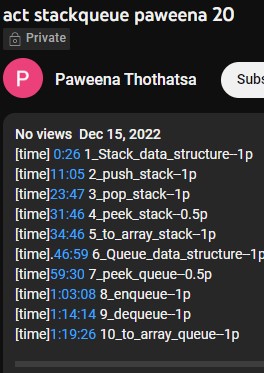 act stackqueue paweena 20
Private
P
Paweena Thothatsa
Subs
No views Dec 15, 2022
[time] 0:26 1_Stack_data_structure--1p
[time]11:05 2_push_stack--1p
[time]23:47 3_pop_stack--1p
[time]31:46 4_peek_stack--0.5p
[time]34:46 5_to_array_stack--1p
[time].46:59 6_Queue_data_structure--1p
[time]59:30 7_peek_queue--0.5p
[time]1:03:08 8_enqueue--1p
[time]1:14:14 9_dequeue--1p
[time]1:19:26 10_to_array_queue--1p